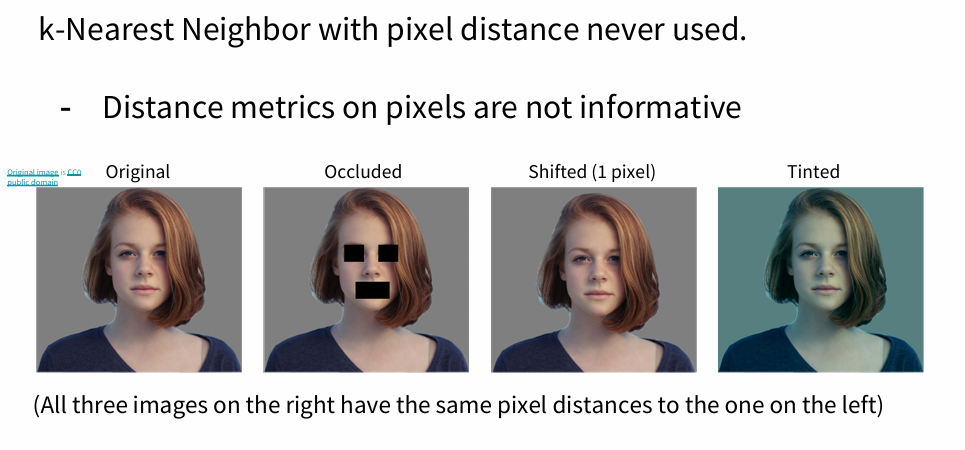 k-Nearest Neighbor with pixel distance never used.
- Distance metrics on pixels are not informative
Original image is CC0
public domain
Original
Occluded
Shifted (1 pixel)
Tinted
(All three images on the right have the same pixel distances to the one on the left)